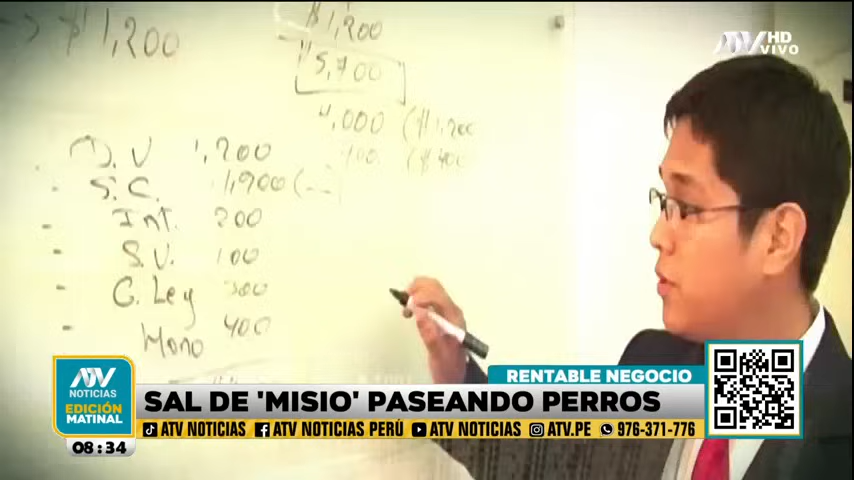 $1,200
$1,200
$5,700
4,000 ($1,200
400 ($400
D.V 1,200
- S.C. 1,900 (--)
- Int. 200
- S.V. 100
- G. Ley 300
- Mono 400
ATV HD
VIVO
RENTABLE NEGOCIO
SAL DE 'MISIO' PASEANDO PERROS
ATV
NOTICIAS
EDICIÓN
MATINAL
08:34
ATV NOTICIAS ATV NOTICIAS PERÚ ATV NOTICIAS ATV.PE 976-371-776